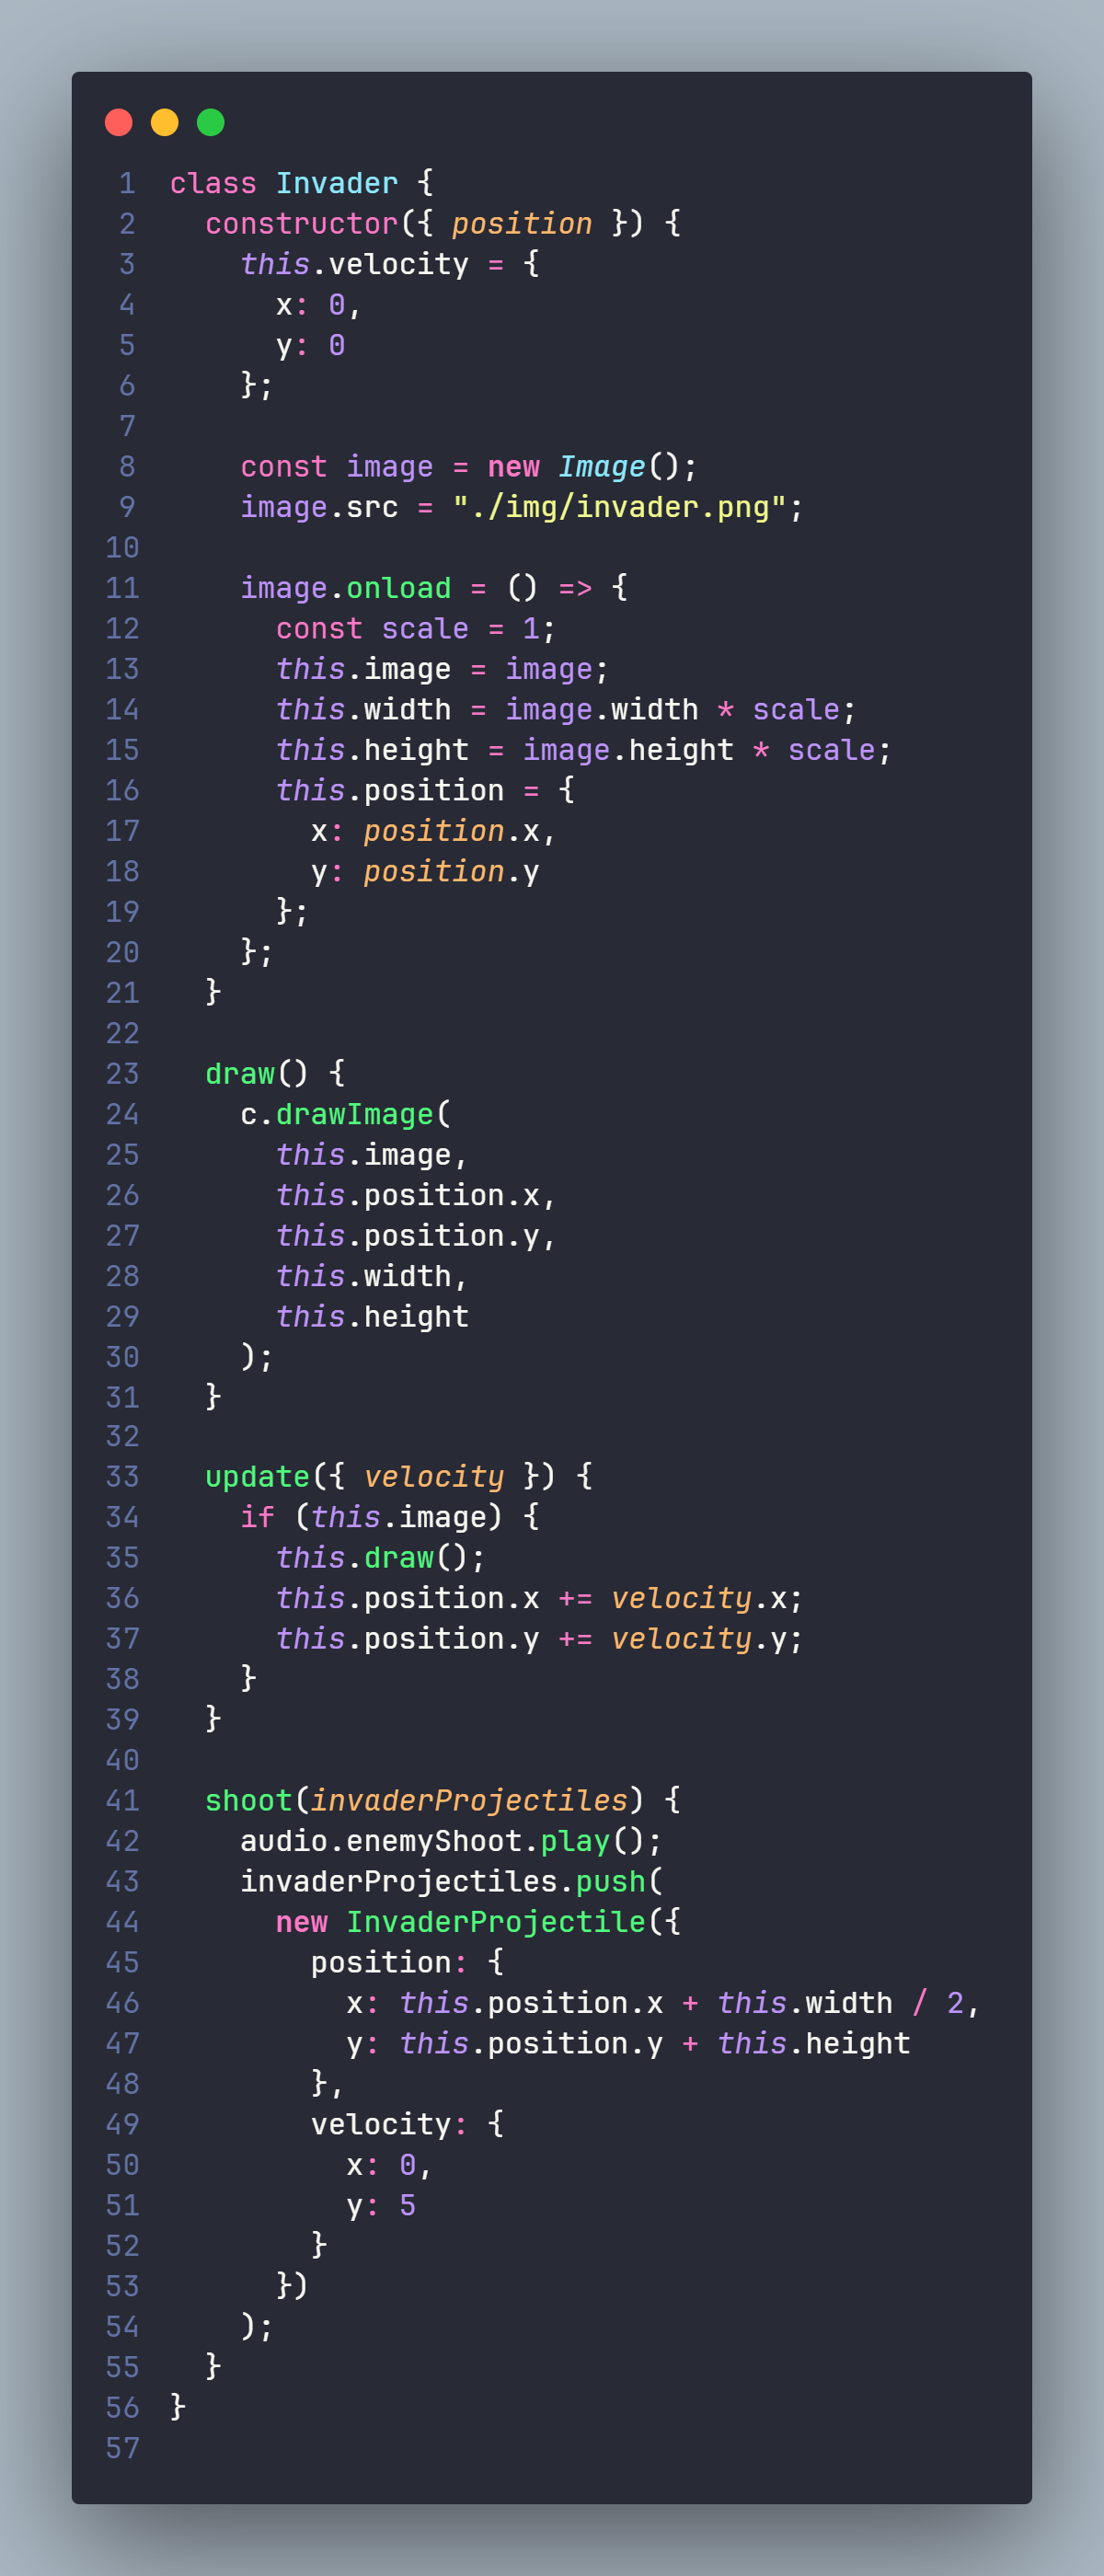 1 class Invader {
2   constructor({ position }) {
3     this.velocity = {
4       x: 0,
5       y: 0
6     };
7
8     const image = new Image();
9     image.src = "./img/invader.png";
10
11     image.onload = () => {
12       const scale = 1;
13       this.image = image;
14       this.width = image.width * scale;
15       this.height = image.height * scale;
16       this.position = {
17         x: position.x,
18         y: position.y
19       };
20     };
21   }
22
23   draw() {
24     c.drawImage(
25       this.image,
26       this.position.x,
27       this.position.y,
28       this.width,
29       this.height
30     );
31   }
32
33   update({ velocity }) {
34     if (this.image) {
35       this.draw();
36       this.position.x += velocity.x;
37       this.position.y += velocity.y;
38     }
39   }
40
41   shoot(invaderProjectiles) {
42     audio.enemyShoot.play();
43     invaderProjectiles.push(
44       new InvaderProjectile({
45         position: {
46           x: this.position.x + this.width / 2,
47           y: this.position.y + this.height
48         },
49         velocity: {
50           x: 0,
51           y: 5
52         }
53       })
54     );
55   }
56 }
57